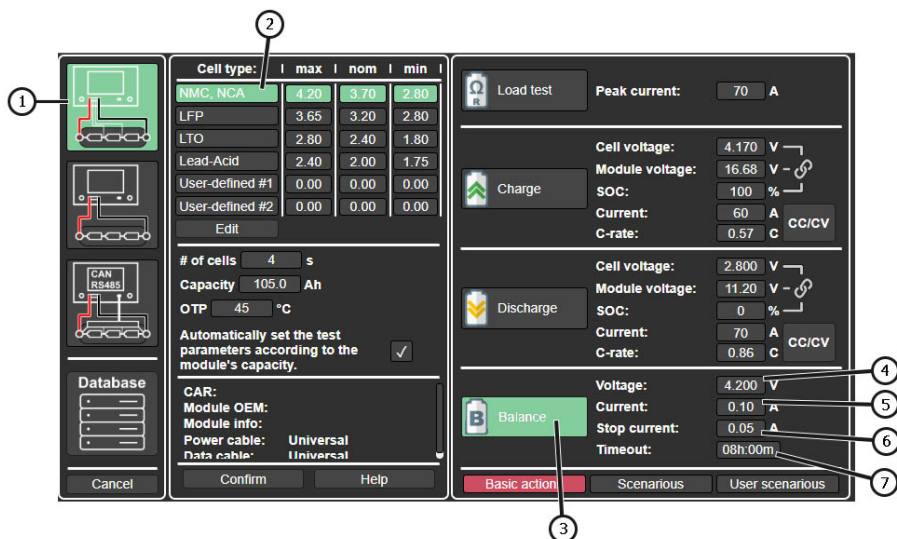 1
2
CAN
RS485
Database
Cancel
Cell type: max nom min
NMC, NCA 4.20 3.70 2.80
LFP 3.65 3.20 2.80
LTO 2.80 2.40 1.80
Lead-Acid 2.40 2.00 1.75
User-defined #1 0.00 0.00 0.00
User-defined #2 0.00 0.00 0.00
Edit
# of cells 4 s
Capacity 105.0 Ah
OTP 45 °C
Automatically set the test
parameters according to the
module's capacity. ✓
CAR:
Module OEM:
Module info:
Power cable: Universal
Data cable: Universal
Confirm Help
Ω
R
Load test Peak current: 70 A
Charge
Cell voltage: 4.170 V
Module voltage: 16.68 V
SOC: 100 %
Current: 60 A
C-rate: 0.57 C
CC/CV
Discharge
Cell voltage: 2.800 V
Module voltage: 11.20 V
SOC: 0 %
Current: 70 A
C-rate: 0.86 C
CC/CV
B
Balance
Voltage: 4.200 V
Current: 0.10 A
Stop current: 0.05 A
Timeout: 08h:00m
Basic action Scenarious User scenarious
3
4
5
6
7